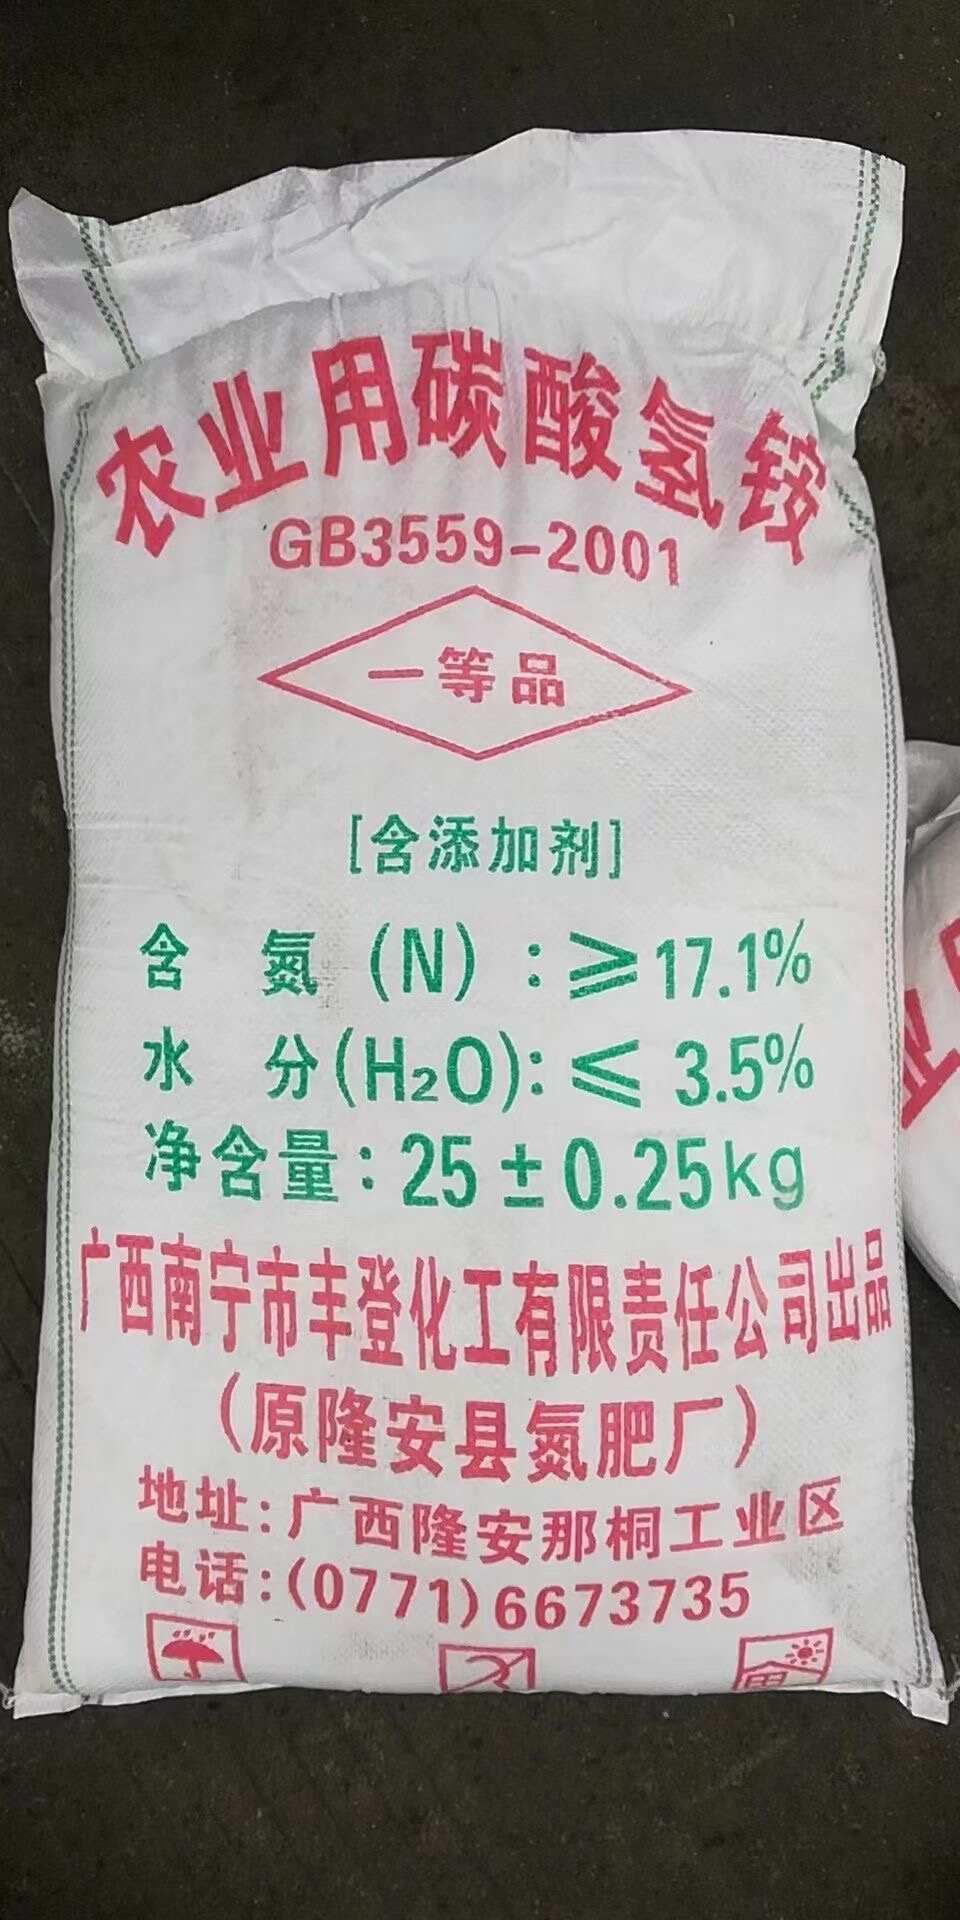 农业用碳酸氢铵
GB3559-2001
一等品
[含添加剂]
含 氮 (N) : ≥17.1%
水 分(H₂O): ≤ 3.5%
净含量: 25±0.25kg
广西南宁市丰登化工有限责任公司出品
(原隆安县氮肥厂)
地址: 广西隆安那桐工业区
电话: (0771)6673735
业